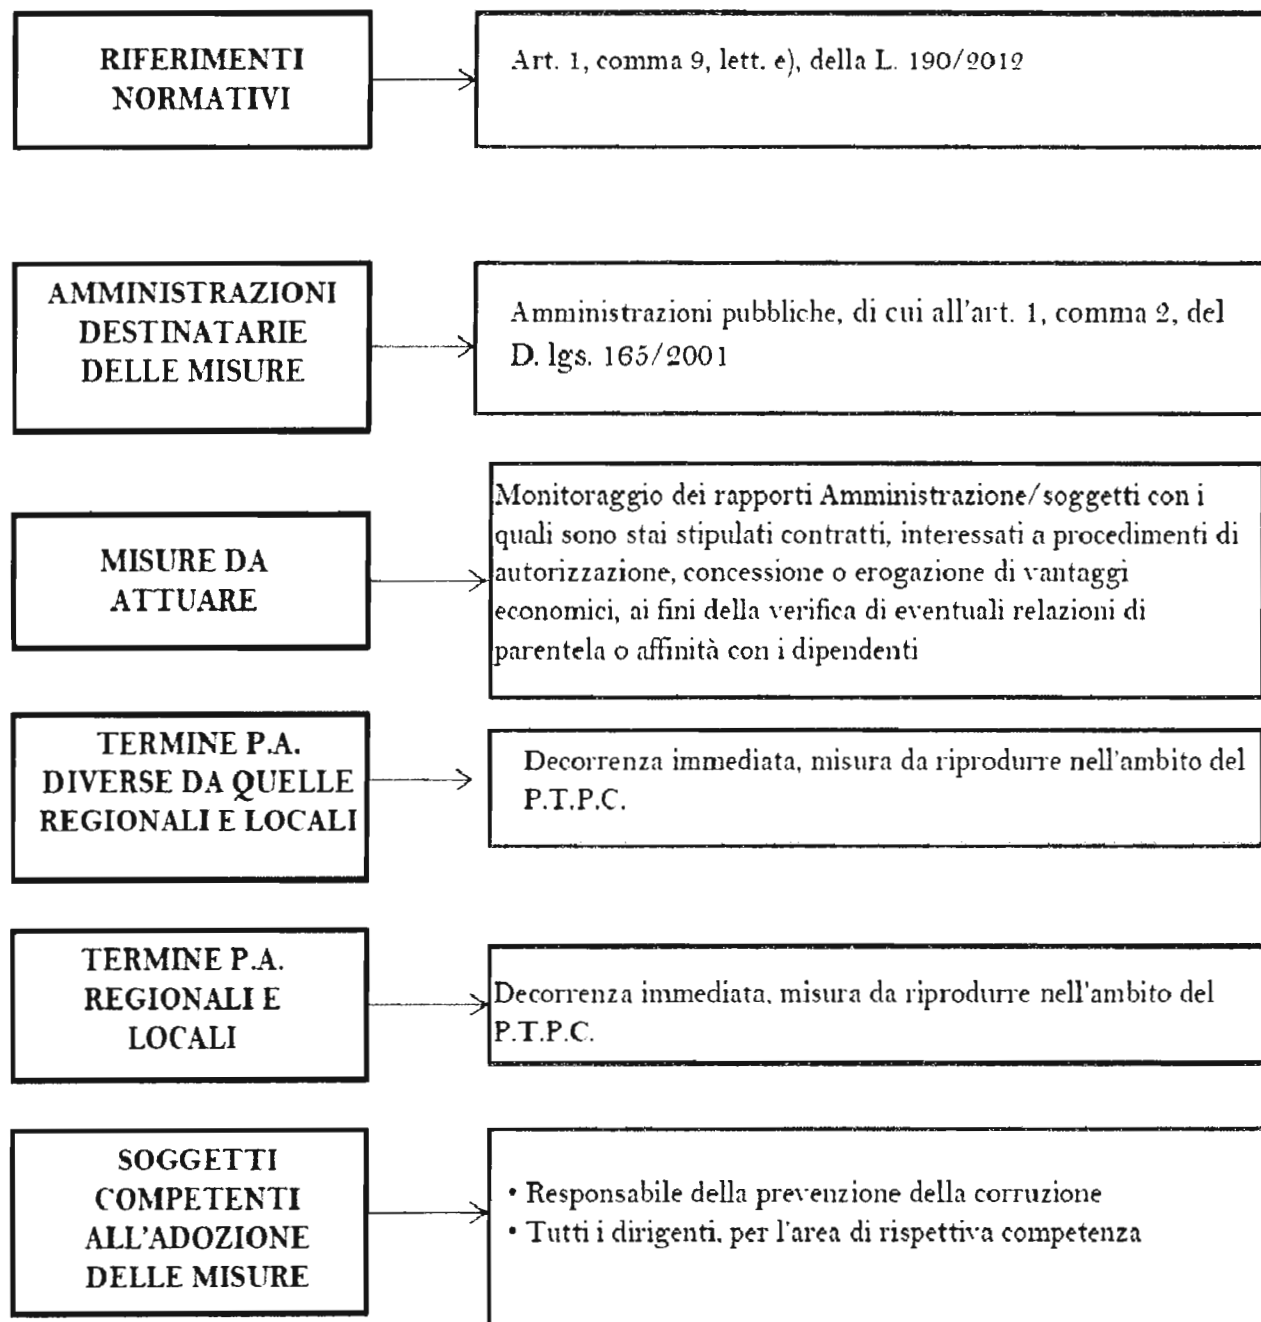 RIFERIMENTI
NORMATIVI
Art. 1, comma 9, lett. e), della L. 190/2012
AMMINISTRAZIONI
DESTINATARIE
DELLE MISURE
Amministrazioni pubbliche, di cui all'art. 1, comma 2, del
D. lgs. 165/2001
MISURE DA
ATTUARE
Monitoraggio dei rapporti Amministrazione/soggetti con i
quali sono stai stipulati contratti, interessati a procedimenti di
autorizzazione, concessione o erogazione di vantaggi
economici, ai fini della verifica di eventuali relazioni di
parentela o affinità con i dipendenti
TERMINE P.A.
DIVERSE DA QUELLE
REGIONALI E LOCALI
Decorrenza immediata, misura da riprodurre nell'ambito del
P.T.P.C.
TERMINE P.A.
REGIONALI E
LOCALI
Decorrenza immediata, misura da riprodurre nell'ambito del
P.T.P.C.
SOGGETTI
COMPETENTI
ALL'ADOZIONE
DELLE MISURE
• Responsabile della prevenzione della corruzione
• Tutti i dirigenti, per l'area di rispettiva competenza